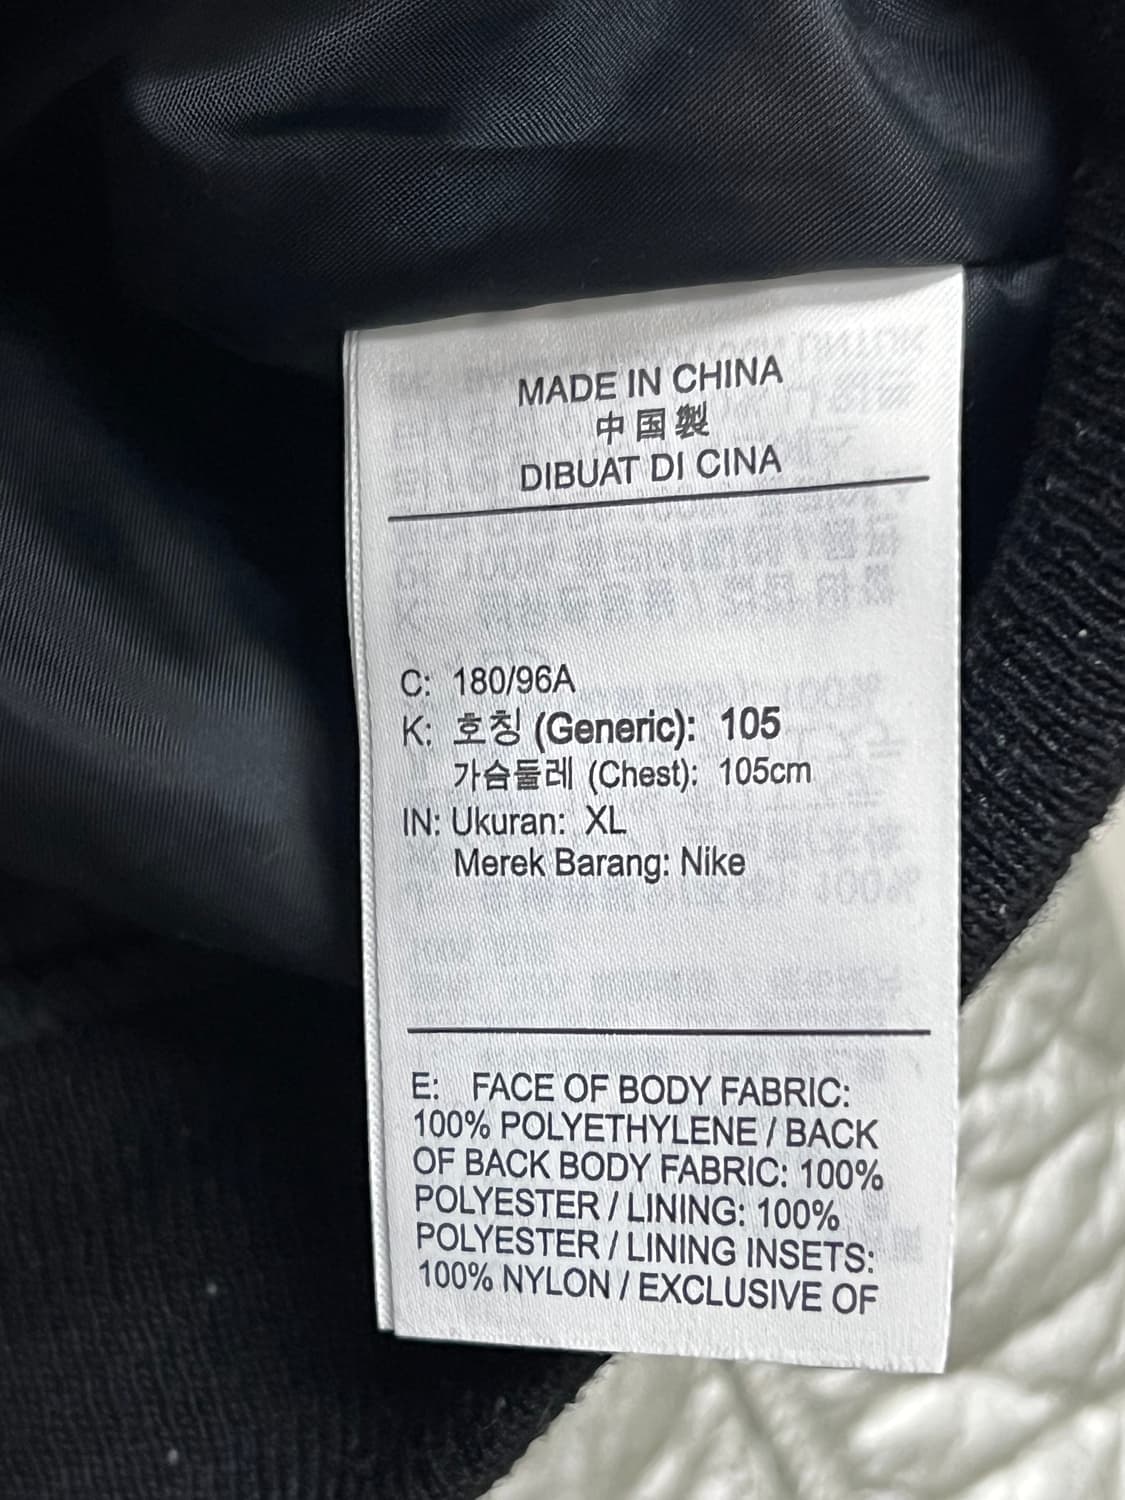 MADE IN CHINA
中国製
DIBUAT DI CINA
C: 180/96A
K: 호칭 (Generic): 105
가슴둘레 (Chest): 105cm
IN: Ukuran: XL
Merek Barang: Nike
E: FACE OF BODY FABRIC:
100% POLYETHYLENE / BACK
OF BACK BODY FABRIC: 100%
POLYESTER / LINING: 100%
POLYESTER / LINING INSETS:
100% NYLON / EXCLUSIVE OF